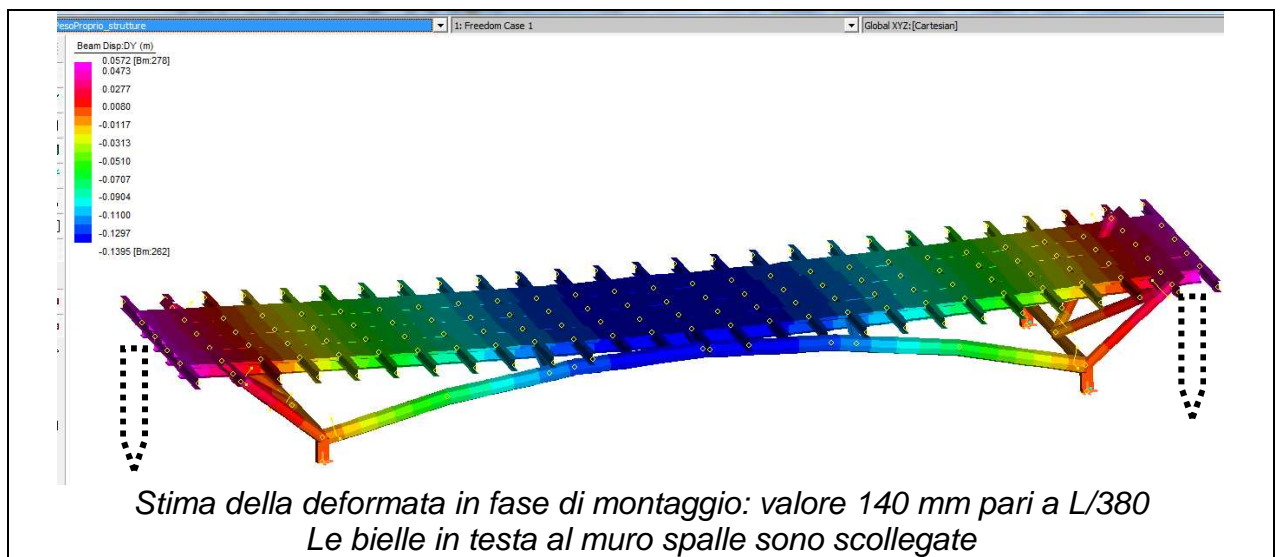 PesoProprio_strutture
1: Freedom Case 1
Global XYZ:[Cartesian]
Beam Disp:DY (m)
0.0572 [Bm:278]
0.0473
0.0277
0.0080
-0.0117
-0.0313
-0.0510
-0.0707
-0.0904
-0.1100
-0.1297
-0.1395 [Bm:262]
Stima della deformata in fase di montaggio: valore 140 mm pari a L/380
Le bielle in testa al muro spalle sono scollegate